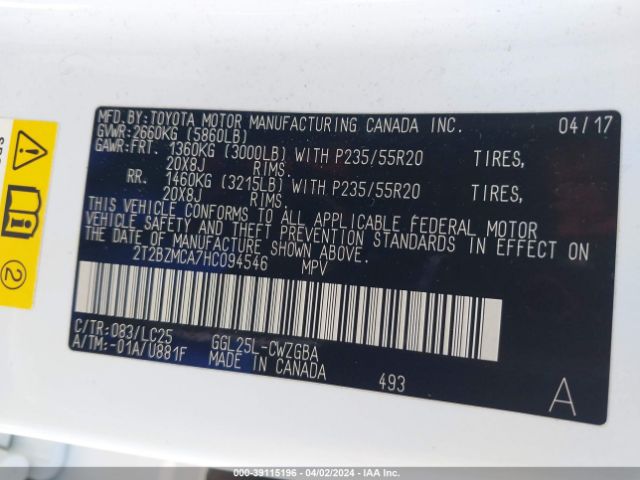 MFD.BY:TOYOTA MOTOR MANUFACTURING CANADA INC. 04/17
GVWR:2660KG (5860LB)
GAWR:FRT. 1360KG (3000LB) WITH P235/55R20 TIRES,
20X8J RIMS.
RR. 1460KG (3215LB) WITH P235/55R20 TIRES,
20X8J RIMS.
THIS VEHICLE CONFORMS TO ALL APPLICABLE FEDERAL MOTOR
VEHICLE SAFETY AND THEFT PREVENTION STANDARDS IN EFFECT ON
THE DATE OF MANUFACTURE SHOWN ABOVE.
2T2BZMCA7HC094546 MPV
C/TR:083/LC25 GGL25L-CWZGBA
A/TM:-01A/U881F MADE IN CANADA
493 A
2
000-39115196 - 04/02/2024 - IAA Inc.